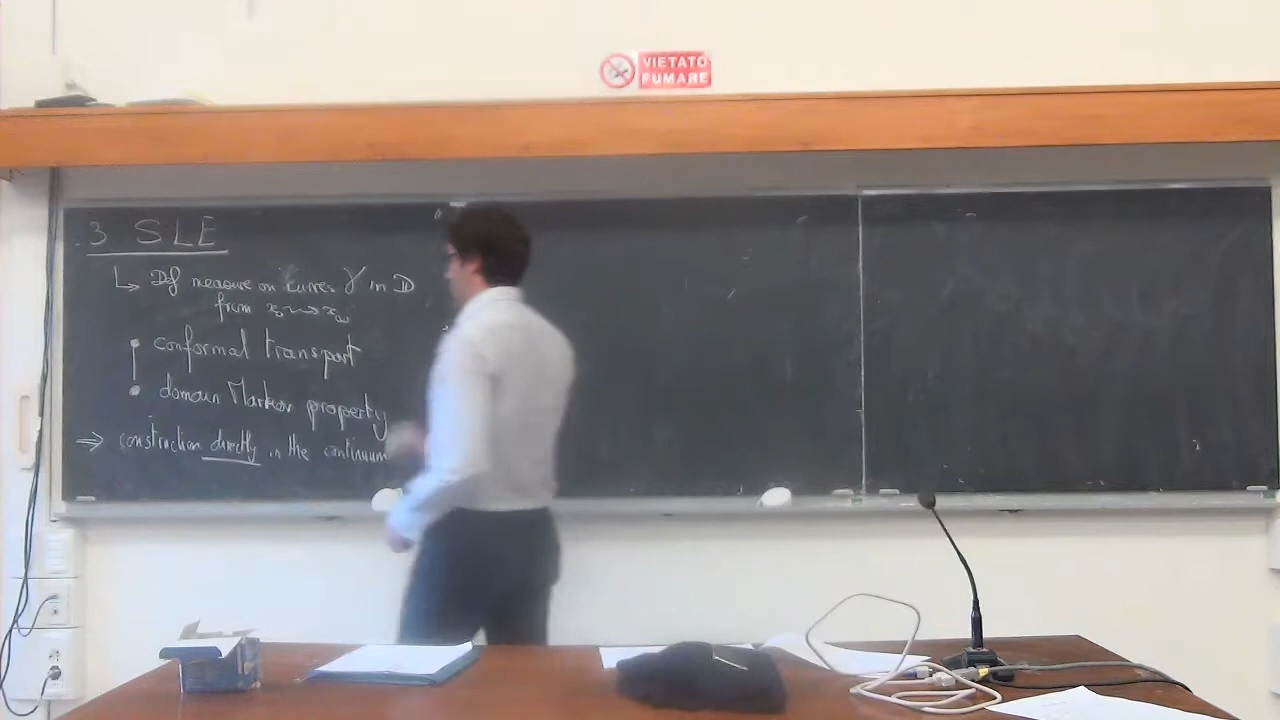 VIETATO
FUMARE
3 SLE
↳ Def measure on curves γ in D
from x₀ ⇝ x∞
• conformal transport
• domain Markov property
⇒ construction directly in the continuum